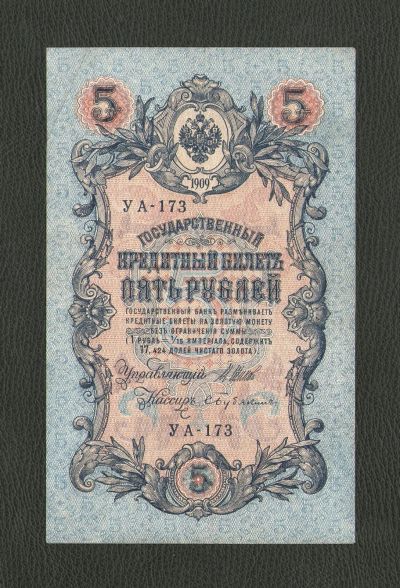 5 5
1909
УА-173
ГОСУДАРСТВЕННЫЙ
КРЕДИТНЫЙ БИЛЕТЪ
ПЯТЬ РУБЛЕЙ
ГОСУДАРСТВЕННЫЙ БАНКЪ РАЗМѢНИВАЕТЪ
КРЕДИТНЫЕ БИЛЕТЫ НА ЗОЛОТУЮ МОНЕТУ
БЕЗЪ ОГРАНИЧЕНІЯ СУММЫ
(1 РУБЛЬ = 1/15 ИМПЕРІАЛА, СОДЕРЖИТЪ
17,424 ДОЛЕЙ ЧИСТАГО ЗОЛОТА).
Управляющій
Кассиръ
УА-173
5